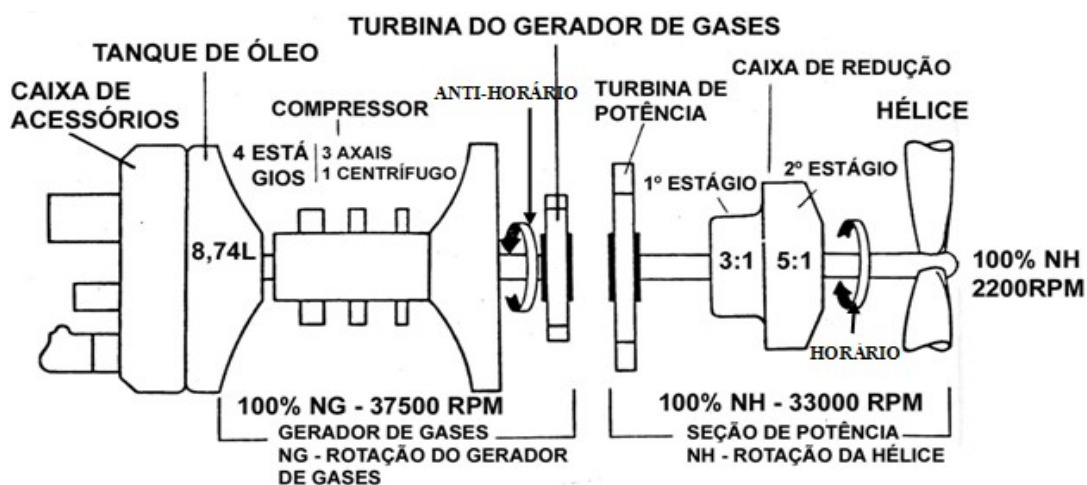 TURBINA DO GERADOR DE GASES
TANQUE DE ÓLEO
CAIXA DE
ACESSÓRIOS
COMPRESSOR
4 ESTÁ
GIOS
3 AXAIS
1 CENTRÍFUGO
ANTI-HORÁRIO
TURBINA DE
POTÊNCIA
CAIXA DE REDUÇÃO
HÉLICE
1º ESTÁGIO
2º ESTÁGIO
8,74L
3:1
5:1
100% NH
2200RPM
HORÁRIO
100% NG - 37500 RPM
GERADOR DE GASES
NG - ROTAÇÃO DO GERADOR
DE GASES
100% NH - 33000 RPM
SEÇÃO DE POTÊNCIA
NH - ROTAÇÃO DA HÉLICE